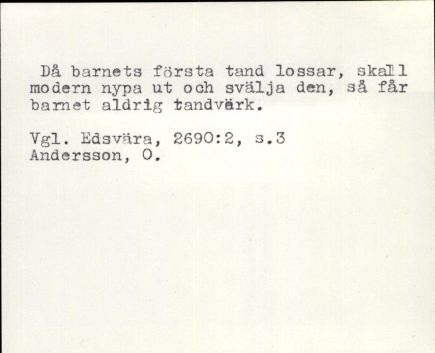 Då barnets första tand lossar, skall
modern nypa ut och svälja den, så får
barnet aldrig tandvärk.
Vgl. Edsvära, 2690:2, s.3
Andersson, O.